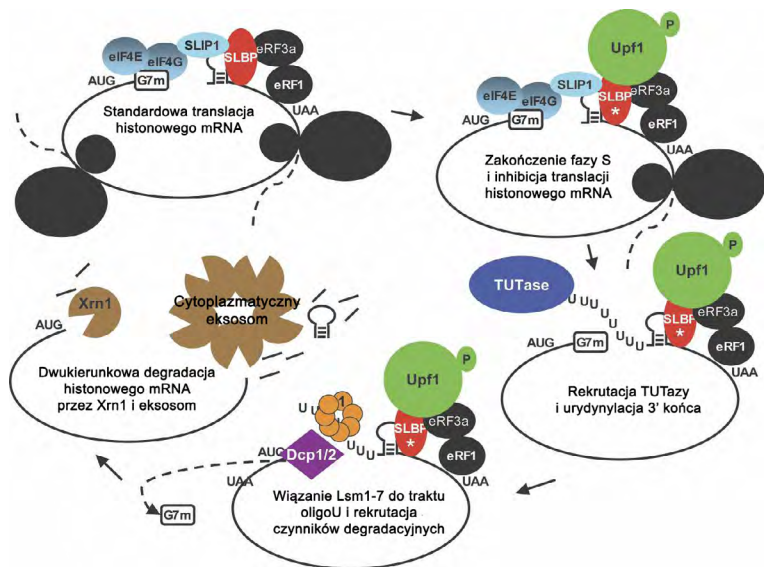 eIF4E
eIF4G
SLIP1
SLBP
eRF3a
eRF1
AUG
G7m
UAA
Standardowa translacja
histonowego mRNA
Upf1
P
eIF4E
eIF4G
SLIP1
SLBP
*
eRF3a
eRF1
AUG
G7m
UAA
Zakończenie fazy S
i inhibicja translacji
histonowego mRNA
TUTase
U U U U U U U
Upf1
P
SLBP
*
eRF3a
eRF1
AUG
G7m
UAA
Rekrutacja TUTazy
i urydynylacja 3' końca
Upf1
P
SLBP
*
eRF3a
eRF1
1
U U U U U
AUG
Dcp1/2
UAA
UAA
G7m
Wiązanie Lsm1-7 do traktu
oligoU i rekrutacja
czynników degradacyjnych
Xrn1
AUG
Cytoplazmatyczny
eksosom
Dwukierunkowa degradacja
histonowego mRNA
przez Xrn1 i eksosom